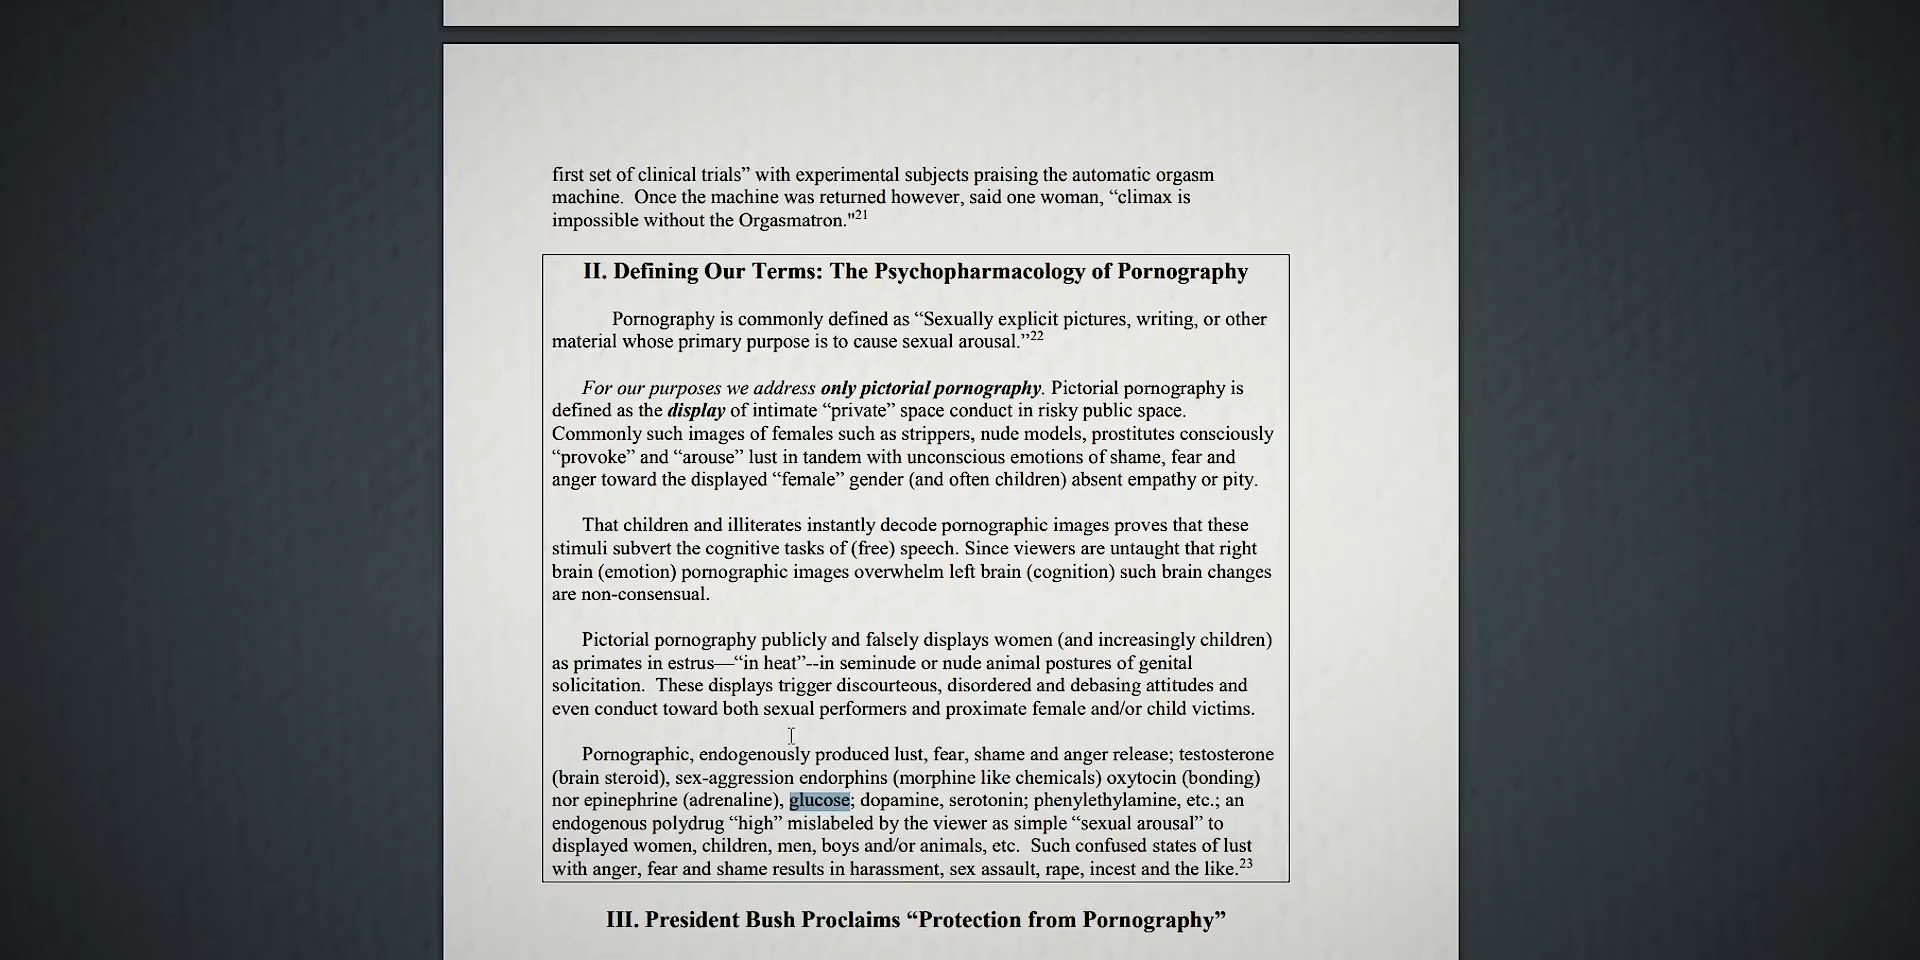 first set of clinical trials” with experimental subjects praising the automatic orgasm
machine.  Once the machine was returned however, said one woman, “climax is
impossible without the Orgasmatron."21
II. Defining Our Terms: The Psychopharmacology of Pornography
Pornography is commonly defined as “Sexually explicit pictures, writing, or other
material whose primary purpose is to cause sexual arousal.”22
For our purposes we address only pictorial pornography. Pictorial pornography is
defined as the display of intimate “private” space conduct in risky public space.
Commonly such images of females such as strippers, nude models, prostitutes consciously
“provoke” and “arouse” lust in tandem with unconscious emotions of shame, fear and
anger toward the displayed “female” gender (and often children) absent empathy or pity.
That children and illiterates instantly decode pornographic images proves that these
stimuli subvert the cognitive tasks of (free) speech. Since viewers are untaught that right
brain (emotion) pornographic images overwhelm left brain (cognition) such brain changes
are non-consensual.
Pictorial pornography publicly and falsely displays women (and increasingly children)
as primates in estrus—“in heat”--in seminude or nude animal postures of genital
solicitation.  These displays trigger discourteous, disordered and debasing attitudes and
even conduct toward both sexual performers and proximate female and/or child victims.
Pornographic, endogenously produced lust, fear, shame and anger release; testosterone
(brain steroid), sex-aggression endorphins (morphine like chemicals) oxytocin (bonding)
nor epinephrine (adrenaline), glucose; dopamine, serotonin; phenylethylamine, etc.; an
endogenous polydrug “high” mislabeled by the viewer as simple “sexual arousal” to
displayed women, children, men, boys and/or animals, etc.  Such confused states of lust
with anger, fear and shame results in harassment, sex assault, rape, incest and the like.23
III. President Bush Proclaims “Protection from Pornography”